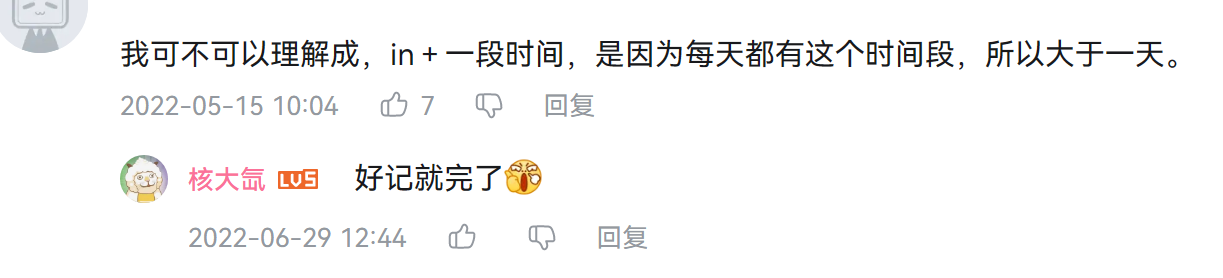 我可不可以理解成，in + 一段时间，是因为每天都有这个时间段，所以大于一天。
2022-05-15 10:04 7 回复
核大氙 LV5 好记就完了
2022-06-29 12:44 回复